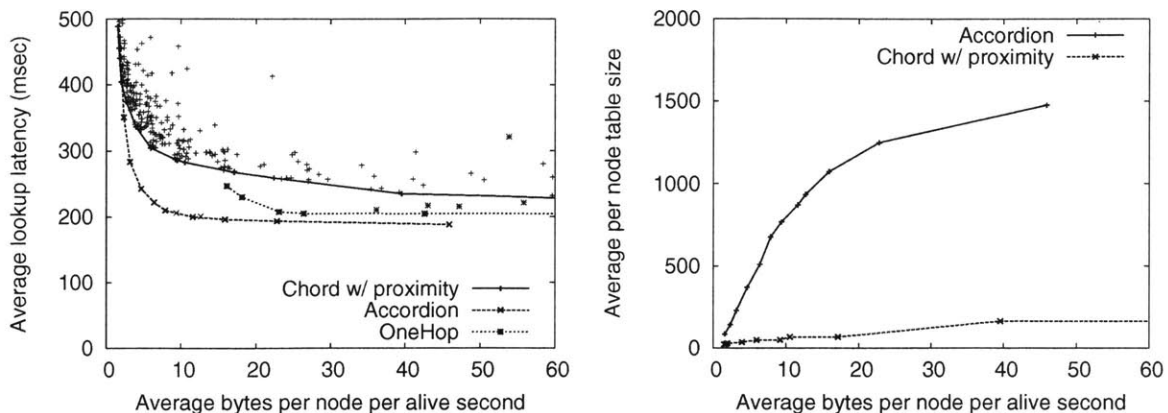 Average lookup latency (msec)
500
400
300
200
100
0
Chord w/ proximity
Accordion
OneHop
0 10 20 30 40 50 60
Average bytes per node per alive second
Average per node table size
2000
1500
1000
500
0
Accordion
Chord w/ proximity
0 10 20 30 40 50 60
Average bytes per node per alive second